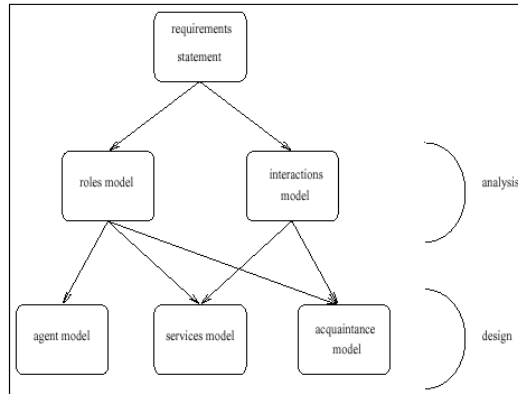 requirements
statement
roles model
interactions
model
analysis
agent model
services model
acquaintance
model
design